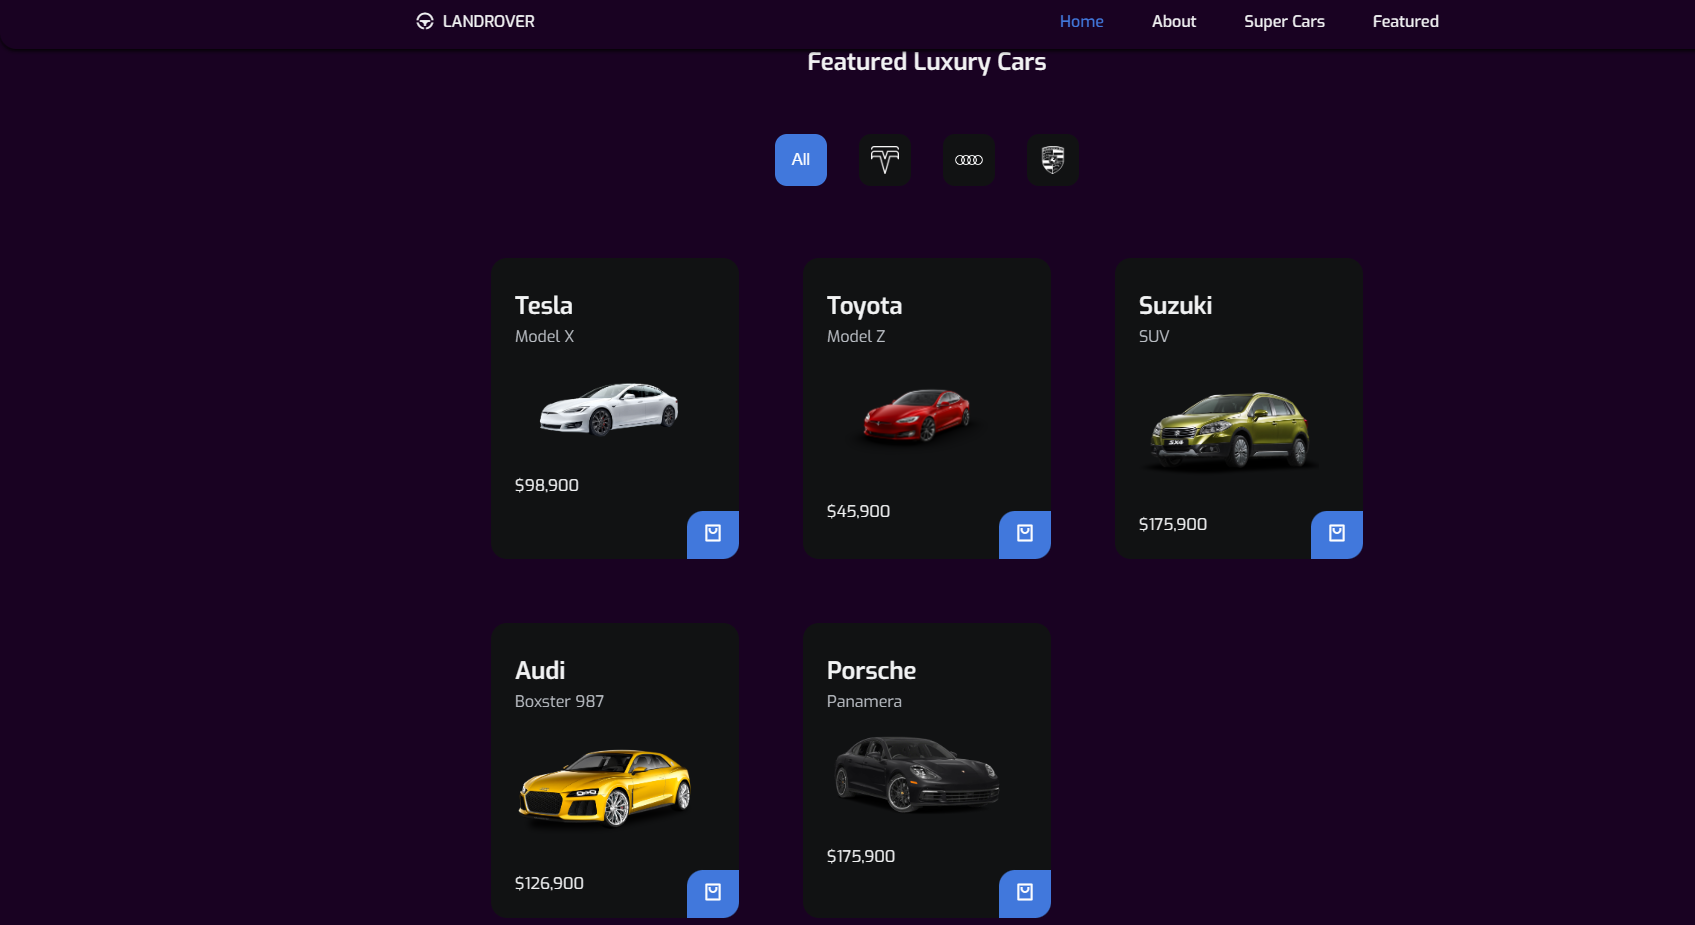 LANDROVER
Home About Super Cars Featured
Featured Luxury Cars
All
Tesla
Model X
$98,900
Toyota
Model Z
$45,900
Suzuki
SUV
SX4
$175,900
Audi
Boxster 987
$126,900
Porsche
Panamera
$175,900